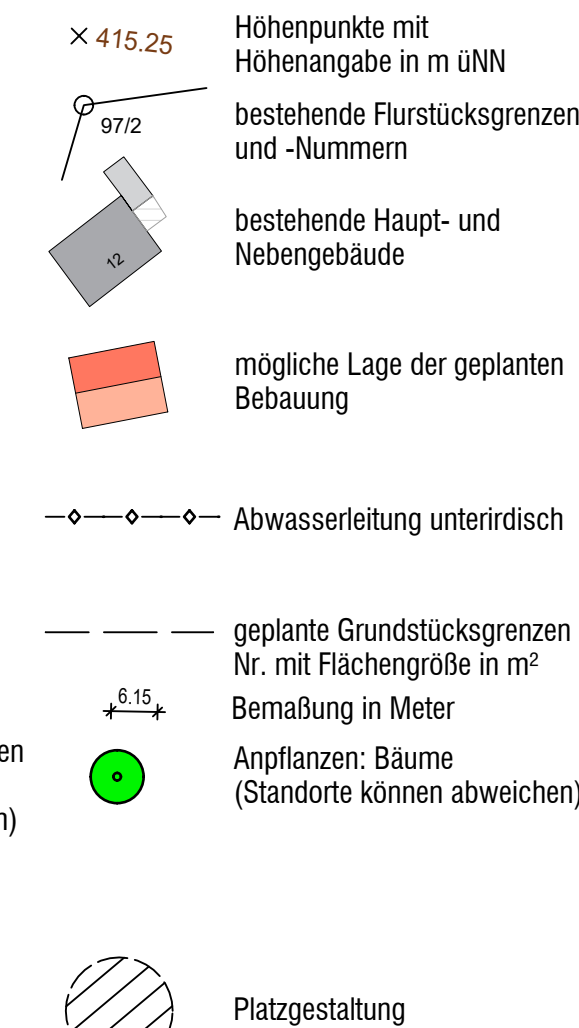 415.25
Höhenpunkte mit
Höhenangabe in m üNN
97/2
bestehende Flurstücksgrenzen
und -Nummern
12
bestehende Haupt- und
Nebengebäude
mögliche Lage der geplanten
Bebauung
Abwasserleitung unterirdisch
geplante Grundstücksgrenzen
Nr. mit Flächengröße in m²
6.15
Bemaßung in Meter
en
n)
Anpflanzen: Bäume
(Standorte können abweichen)
Platzgestaltung